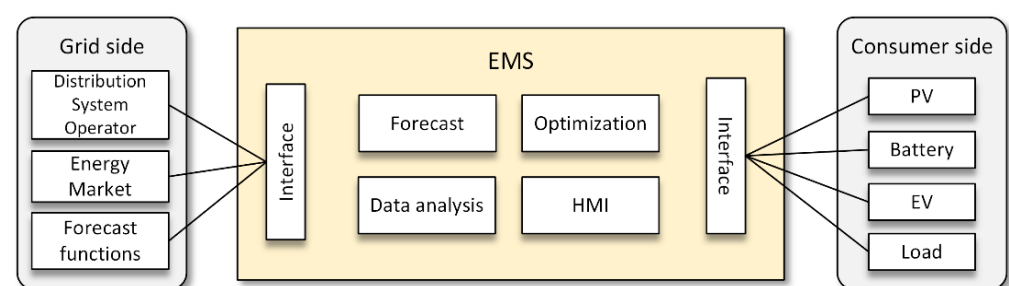 Grid side
Distribution
System
Operator
Energy
Market
Forecast
functions
EMS
Interface
Forecast
Optimization
Data analysis
HMI
Interface
Consumer side
PV
Battery
EV
Load